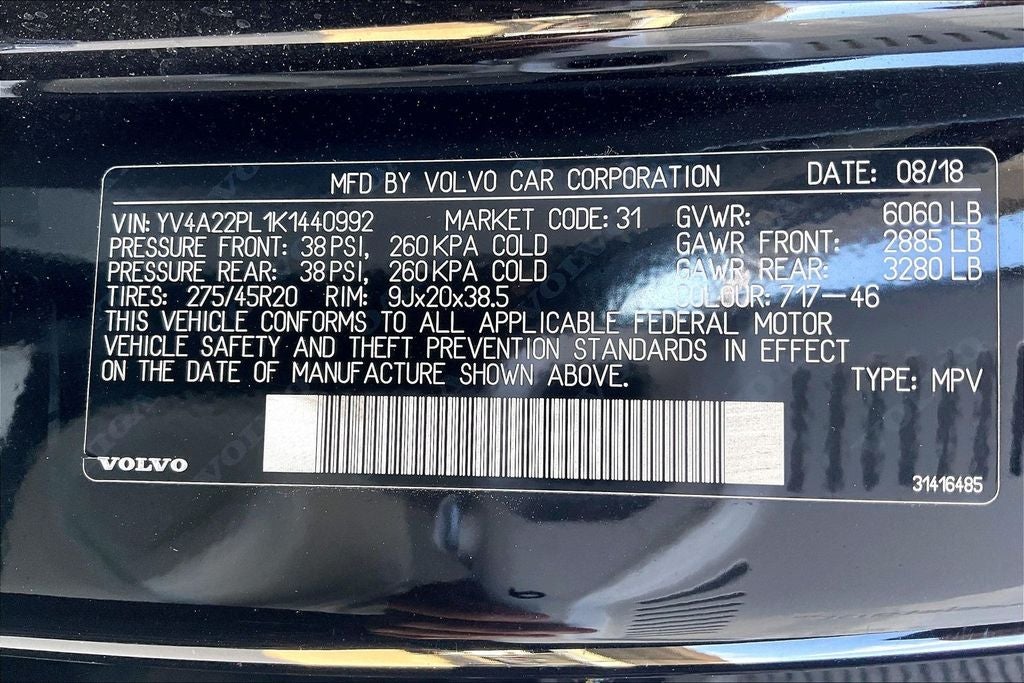 MFD BY VOLVO CAR CORPORATION DATE: 08/18
VIN: YV4A22PL1K1440992 MARKET CODE: 31 GVWR: 6060 LB
PRESSURE FRONT: 38 PSI, 260 KPA COLD GAWR FRONT: 2885 LB
PRESSURE REAR: 38 PSI, 260 KPA COLD GAWR REAR: 3280 LB
TIRES: 275/45R20 RIM: 9Jx20x38.5 COLOUR: 717-46
THIS VEHICLE CONFORMS TO ALL APPLICABLE FEDERAL MOTOR
VEHICLE SAFETY AND THEFT PREVENTION STANDARDS IN EFFECT
ON THE DATE OF MANUFACTURE SHOWN ABOVE. TYPE: MPV
VOLVO
31416485